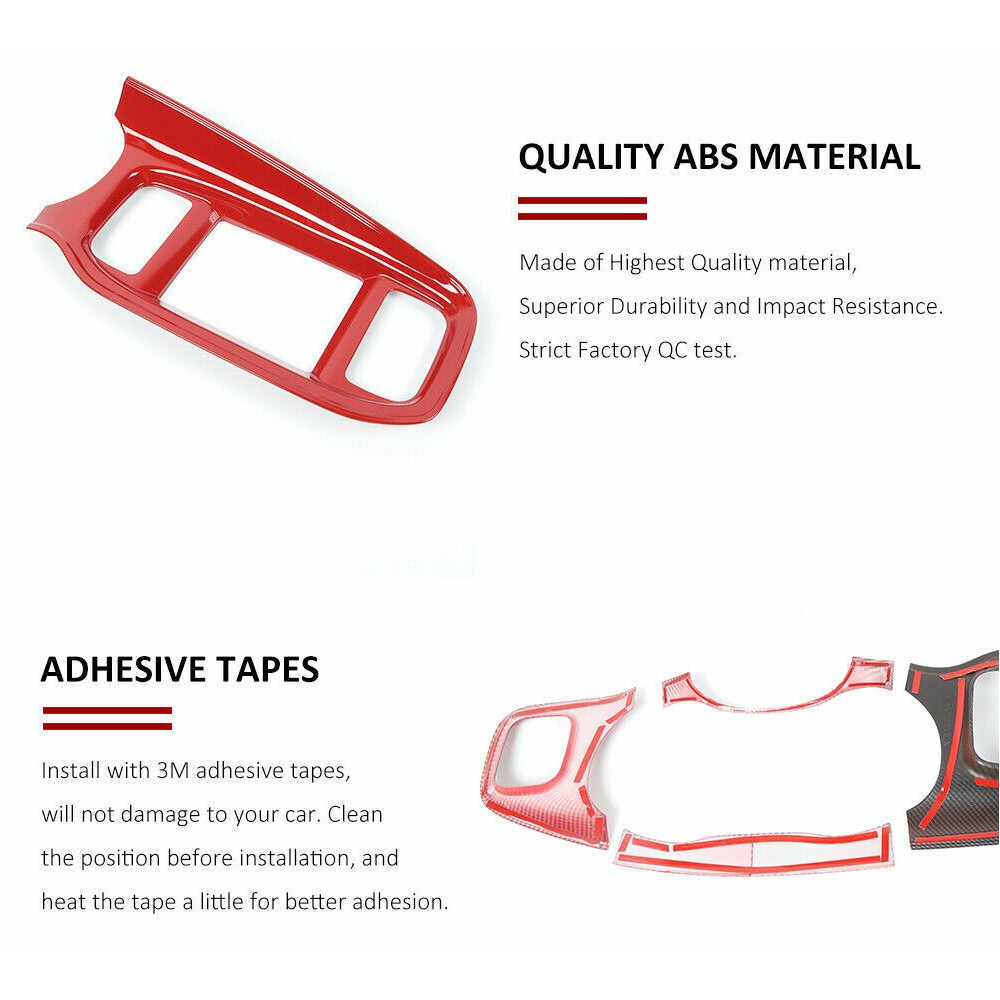 QUALITY ABS MATERIAL
Made of Highest Quality material,
Superior Durability and Impact Resistance.
Strict Factory QC test.
ADHESIVE TAPES
Install with 3M adhesive tapes,
will not damage to your car. Clean
the position before installation, and
heat the tape a little for better adhesion.